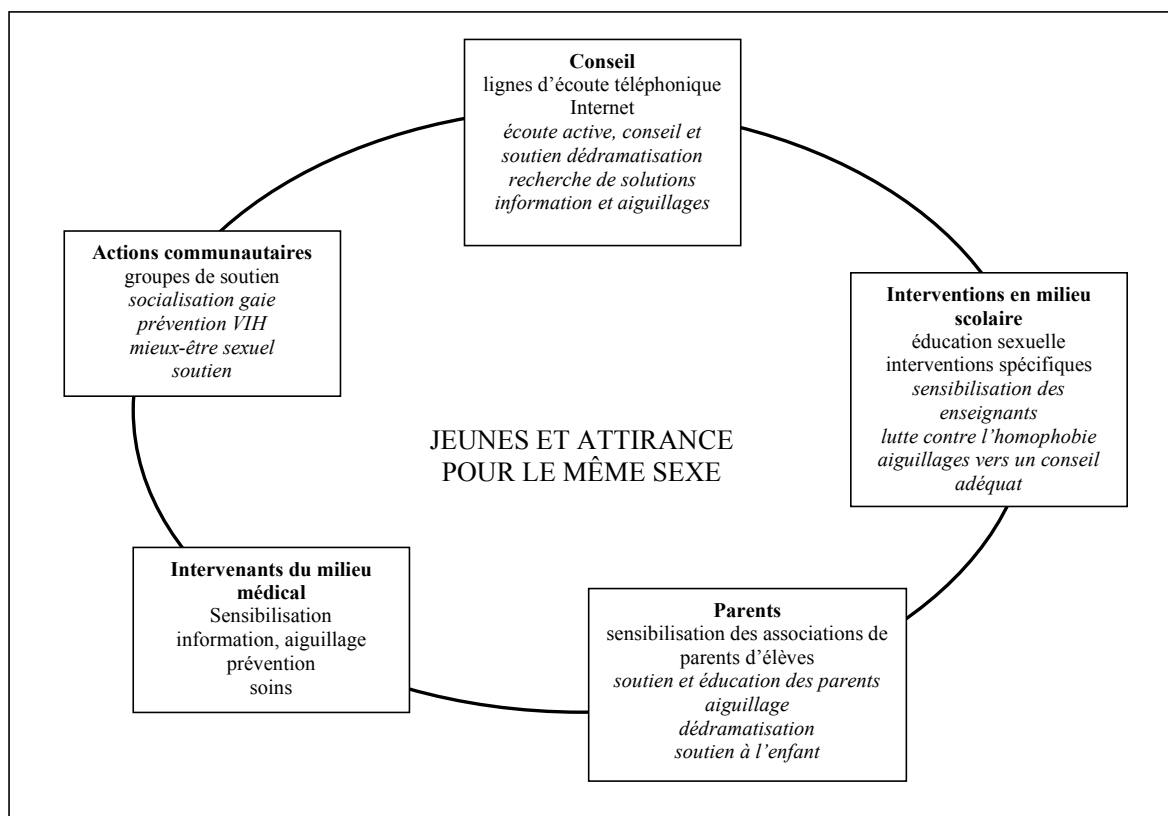 Conseil
lignes d'écoute téléphonique
Internet
écoute active, conseil et
soutien dédramatisation
recherche de solutions
information et aiguillages
Actions communautaires
groupes de soutien
socialisation gaie
prévention VIH
mieux-être sexuel
soutien
Interventions en milieu
scolaire
éducation sexuelle
interventions spécifiques
sensibilisation des
enseignants
lutte contre l'homophobie
aiguillages vers un conseil
adéquat
JEUNES ET ATTIRANCE
POUR LE MÊME SEXE
Intervenants du milieu
médical
Sensibilisation
information, aiguillage
prévention
soins
Parents
sensibilisation des associations de
parents d'élèves
soutien et éducation des parents
aiguillage
dédramatisation
soutien à l'enfant